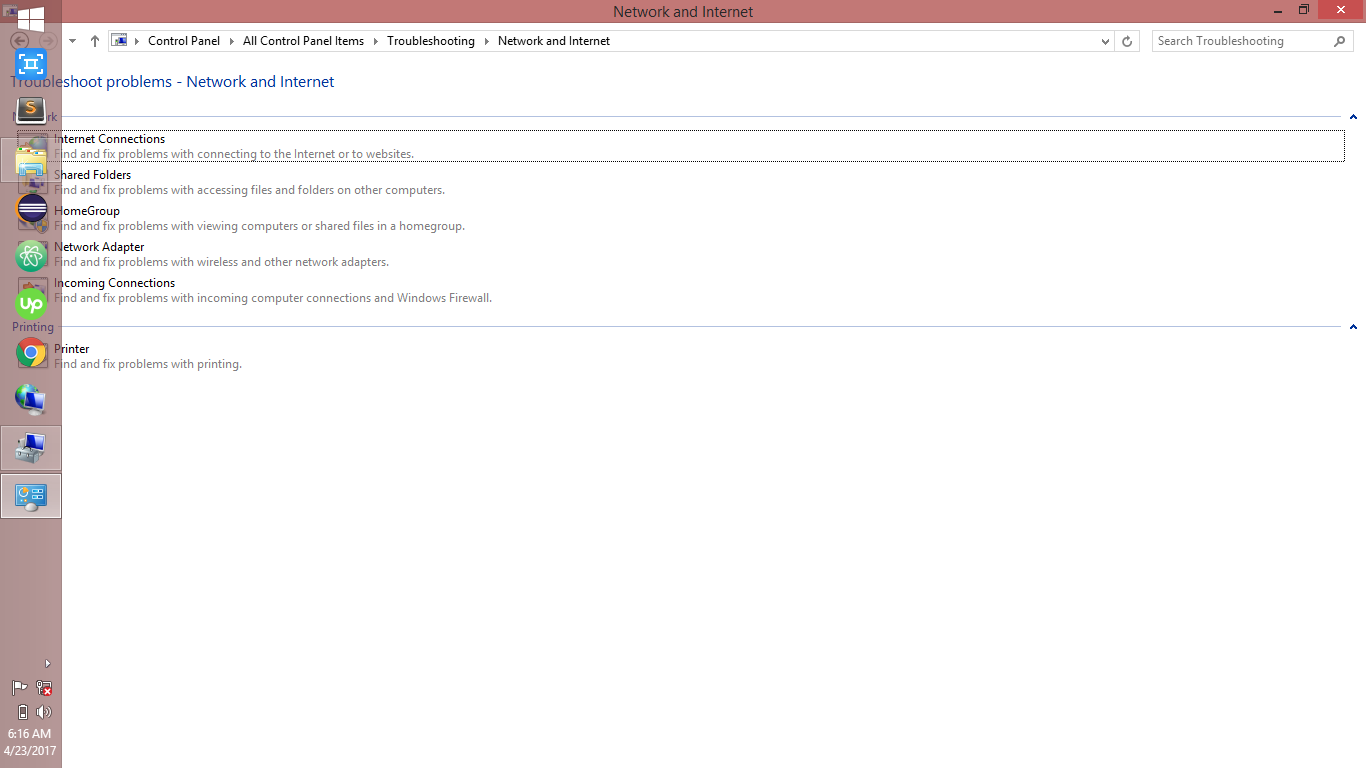 Network and Internet
Control Panel
All Control Panel Items
Troubleshooting
Network and Internet
Search Troubleshooting
Troubleshoot problems - Network and Internet
Network
Internet Connections
Find and fix problems with connecting to the Internet or to websites.
Shared Folders
Find and fix problems with accessing files and folders on other computers.
HomeGroup
Find and fix problems with viewing computers or shared files in a homegroup.
Network Adapter
Find and fix problems with wireless and other network adapters.
Incoming Connections
Find and fix problems with incoming computer connections and Windows Firewall.
up
Printing
Printer
Find and fix problems with printing.
S
6:16 AM
4/23/2017